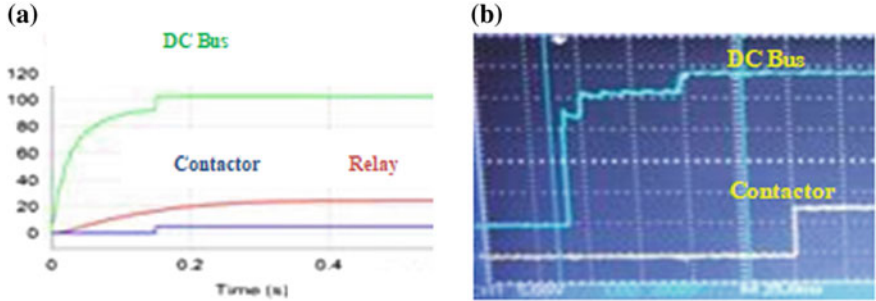 (a)
DC Bus
120
100
80
60
40
20
0
Contactor
Relay
0
0.2
0.4
Time (s)
(b)
DC Bus
Contactor